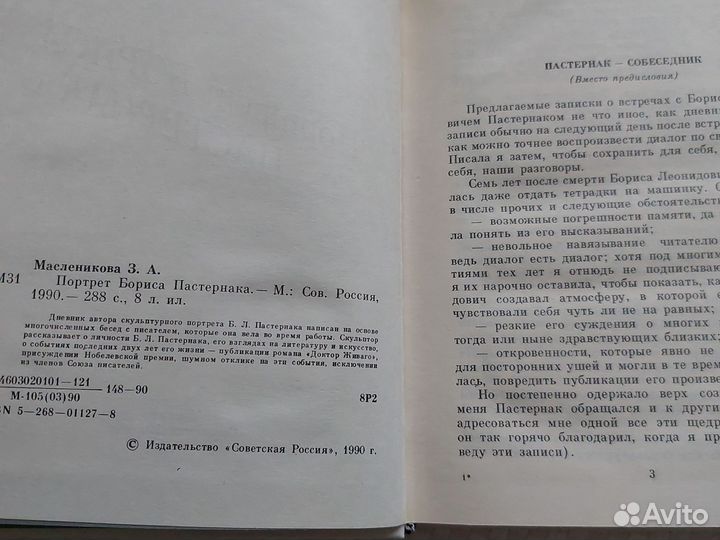 Масленикова З. А.
М31
Портрет Бориса Пастернака.— М.: Сов. Россия,
1990.— 288 с., 8 л. ил.
Дневник автора скульптурного портрета Б. Л. Пастернака написан на основе
многочисленных бесед с писателем, которые она вела во время работы. Скульптор
рассказывает о личности Б. Л. Пастернака, его взглядах на литературу и искусство,
о событиях последних двух лет его жизни — публикации романа «Доктор Живаго»,
присуждении Нобелевской премии, шумном отклике на эти события, исключении
из членов Союза писателей.
4603020101—121
148—90
М-105(03)90
8Р2
BN 5—268—01127—8
© Издательство «Советская Россия», 1990 г.
ПАСТЕРНАК — СОБЕСЕДНИК
(Вместо предисловия)
Предлагаемые записки о встречах с Борис
вичем Пастернаком не что иное, как дневник
записи обычно на следующий день после встр
как можно точнее воспроизвести диалог по св
Писала я затем, чтобы сохранить для себя,
себя, наши разговоры.
Семь лет после смерти Бориса Леонидов
лась даже отдать тетрадки на машинку. С
в числе прочих и следующие обстоятельст
— возможные погрешности памяти, да
ла понять из его высказываний;
— невольное навязывание читателю
ведь диалог есть диалог; хотя под многим
тиями тех лет я отнюдь не подписываю
я их нарочно оставила, чтобы показать, ка
дович создавал атмосферу, в которой
чувствовали себя чуть ли не на равных;
— резкие его суждения о многих
тогда или ныне здравствующих близких;
— откровенности, которые явно не
для посторонних ушей и могли в те време
лась, повредить публикации его произве
Но постепенно одержало верх соз
меня Пастернак обращался и к други
адресоваться мне одной все эти щедр
он так горячо благодарил, когда я пр
веду эти записи).
1*
3
Avito